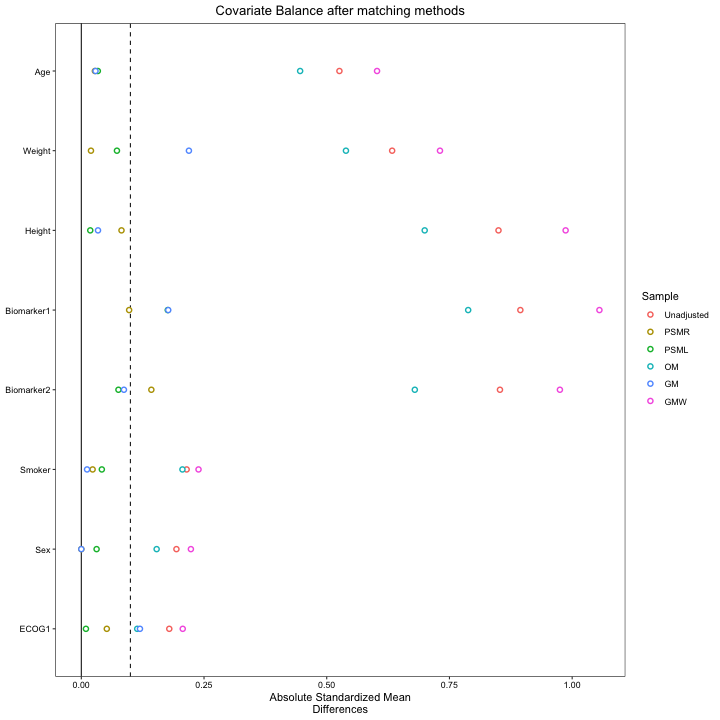 Covariate Balance after matching methods
Age
Weight
Height
Biomarker1
Biomarker2
Smoker
Sex
ECOG1
0.00
0.25
0.50
0.75
1.00
Absolute Standardized Mean
Differences
Sample
Unadjusted
PSMR
PSML
OM
GM
GMW